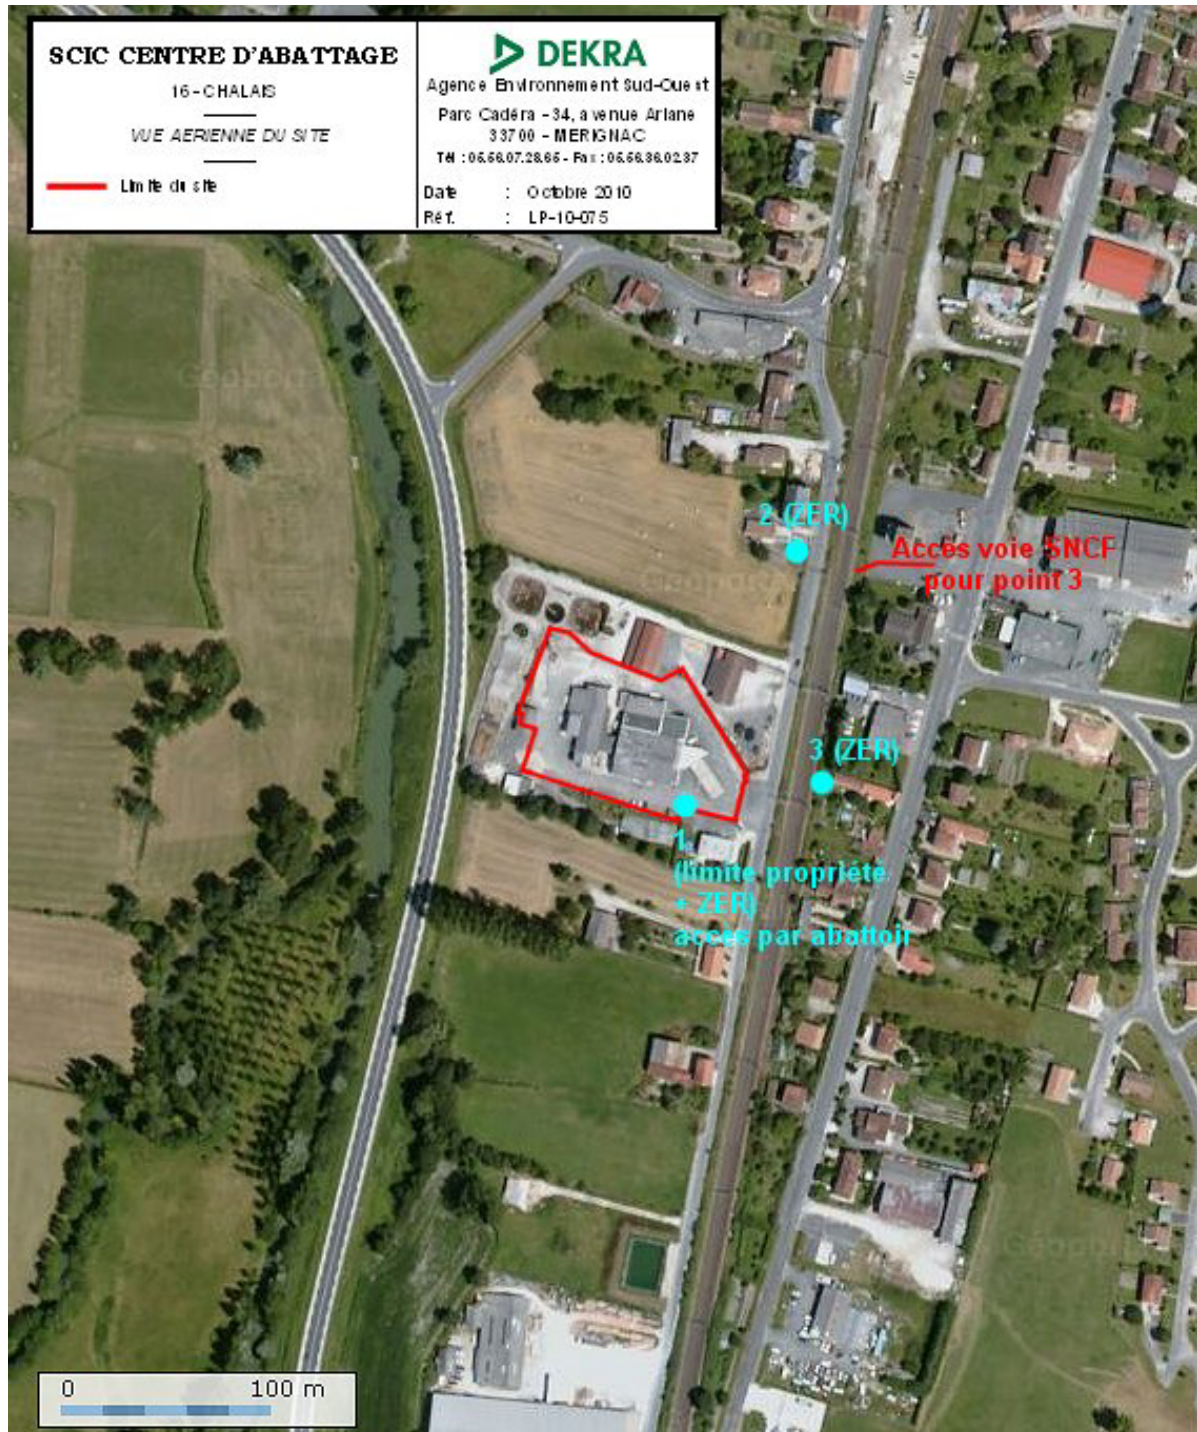 SCIC CENTRE D'ABATTAGE
16 - CHALAIS
VUE AERIENNE DU SITE
Limite du site
DEKRA
Agence Environnement Sud-Ouest
Parc Cadéra - 34, avenue Ariane
33700 - MERIGNAC
Tél : 05.56.07.28.65 - Fax : 05.56.36.02.37
Date : Octobre 2010
Réf. : LP-10-075
2 (ZER)
Accès voie SNCF
pour point 3
3 (ZER)
1
(limite propriété
+ ZER)
accès par abattoir
0 100 m